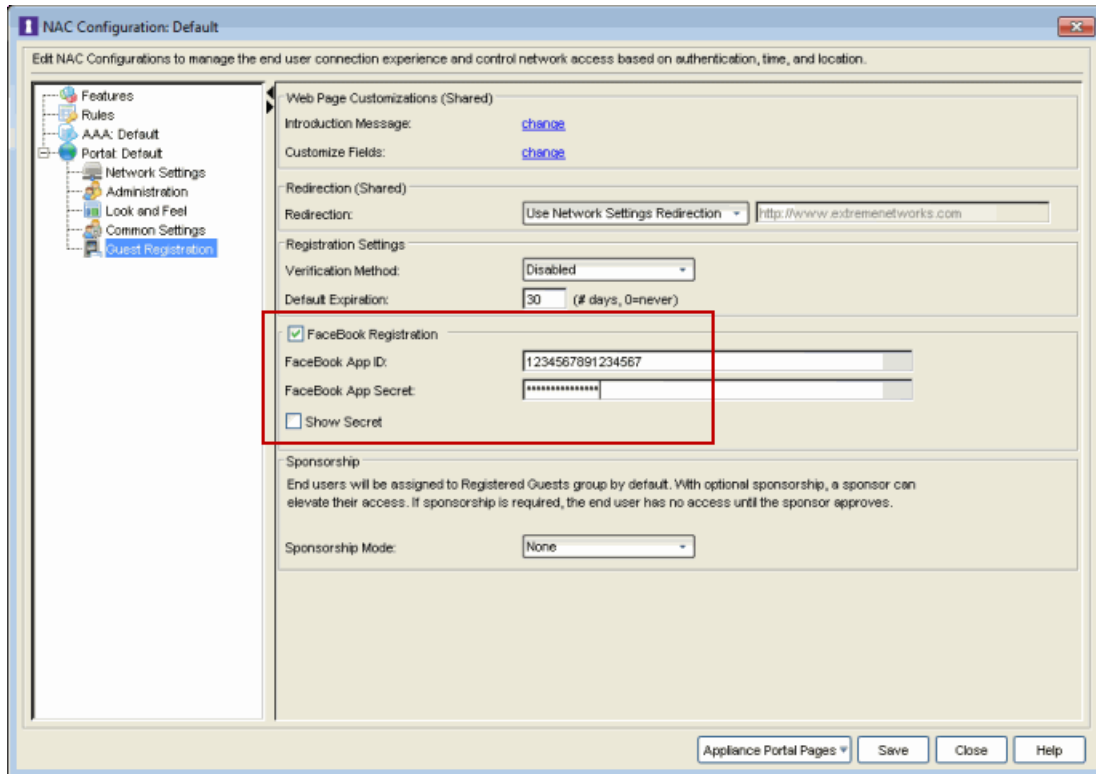 NAC Configuration: Default
Edit NAC Configurations to manage the end user connection experience and control network access based on authentication, time, and location.
Features
Rules
AAA: Default
Portal: Default
Network Settings
Administration
Look and Feel
Common Settings
Guest Registration
Web Page Customizations (Shared)
Introduction Message: change
Customize Fields: change
Redirection (Shared)
Redirection: Use Network Settings Redirection http://www.extremenetworks.com
Registration Settings
Verification Method: Disabled
Default Expiration: 30 (# days, 0=never)
FaceBook Registration
FaceBook App ID: 1234567891234567
FaceBook App Secret: •••••••••••••••
Show Secret
Sponsorship
End users will be assigned to Registered Guests group by default. With optional sponsorship, a sponsor can
elevate their access. If sponsorship is required, the end user has no access until the sponsor approves.
Sponsorship Mode: None
Appliance Portal Pages Save Close Help